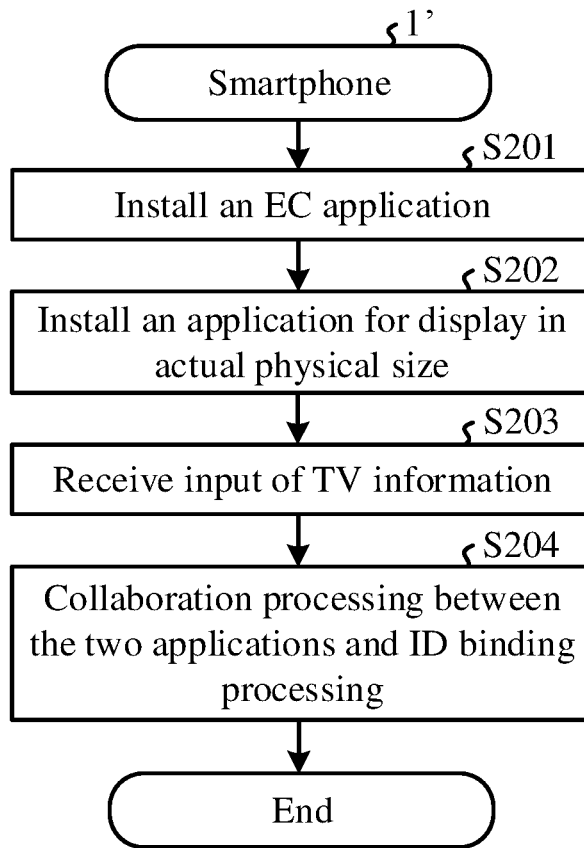 1’
Smartphone
S201
Install an EC application
S202
Install an application for display in
actual physical size
S203
Receive input of TV information
S204
Collaboration processing between
the two applications and ID binding
processing
End